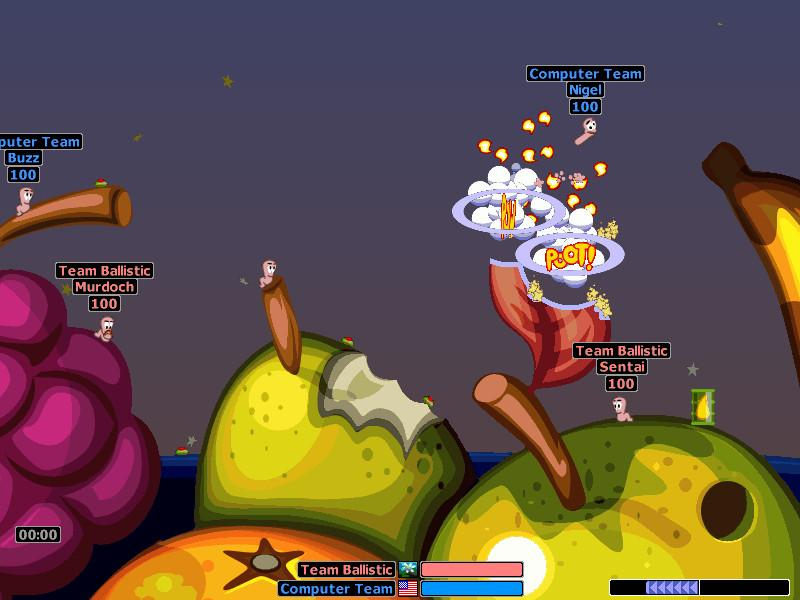 Computer Team
Nigel
100
puter Team
Buzz
100
POOT!
Team Ballistic
Murdoch
100
Team Ballistic
Sentai
100
00:00
Team Ballistic
Computer Team